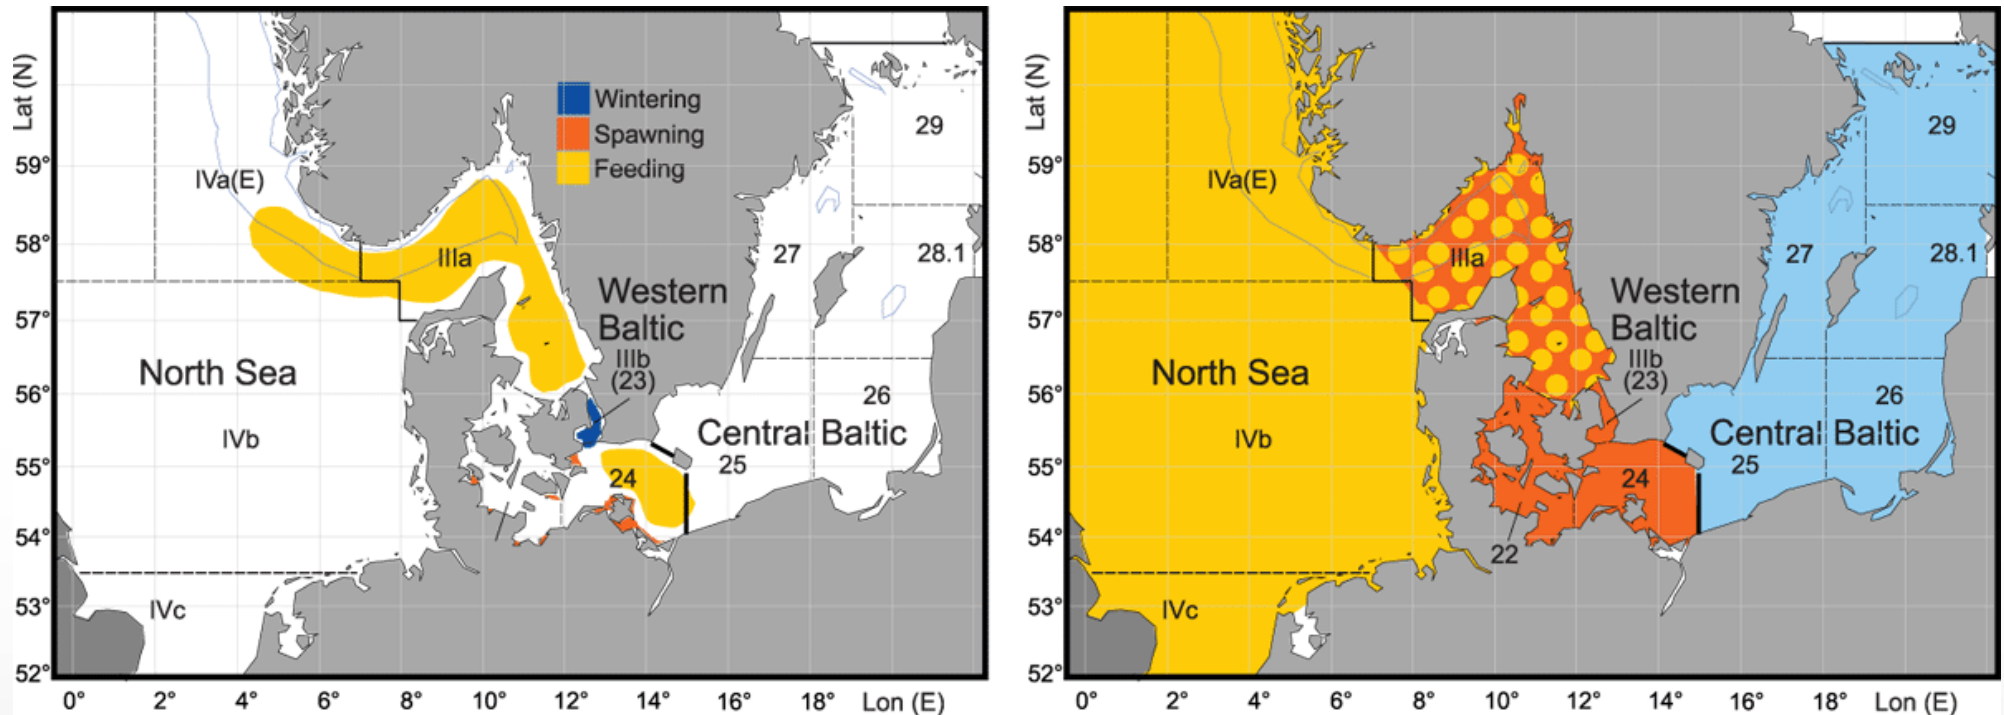 Lat (N)
59°
58°
57°
56°
55°
54°
53°
52°
0°
2°
4°
6°
8°
10°
12°
14°
16°
18°
Lon (E)
Wintering
Spawning
Feeding
IVa(E)
IIIa
29
27
28.1
Western
Baltic
IIIb
(23)
North Sea
IVb
26
Central Baltic
25
24
IVc
Lat (N)
59°
58°
57°
56°
55°
54°
53°
52°
0°
2°
4°
6°
8°
10°
12°
14°
16°
18°
Lon (E)
IVa(E)
IIIa
29
27
28.1
Western
Baltic
IIIb
(23)
North Sea
IVb
26
Central Baltic
25
24
22
IVc